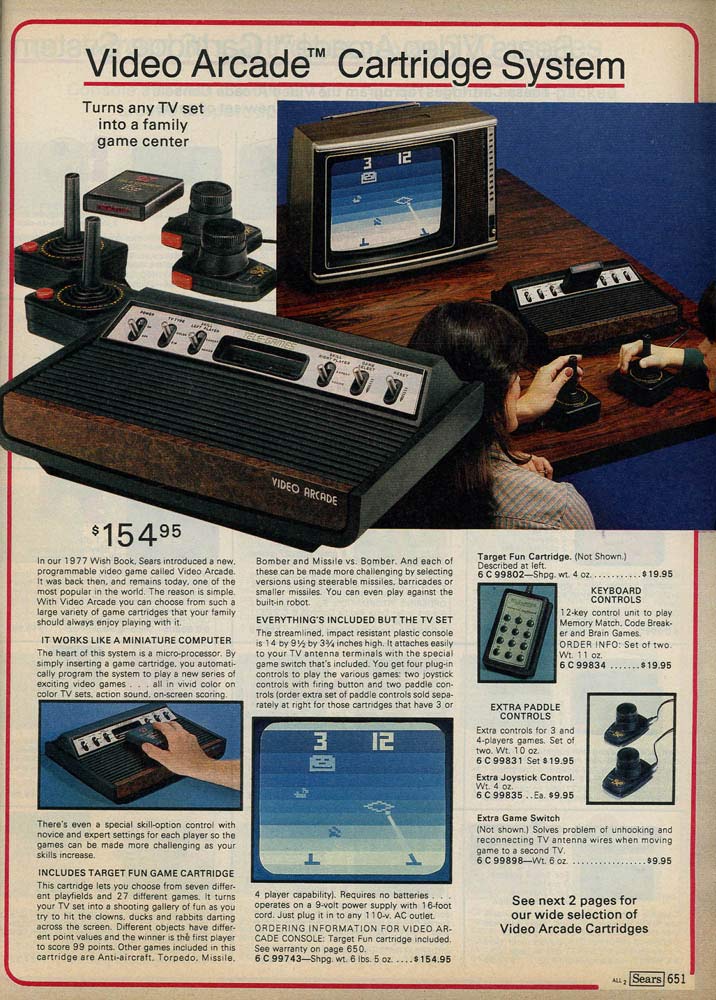 Video Arcade™ Cartridge System
Turns any TV set
into a family
game center
3 12
POWER
TV TYPE
SKILL
LEFT PLAYER
TELE-GAMES
SKILL
RIGHT PLAYER
GAME
SELECT
RESET
VIDEO ARCADE
$154 95
In our 1977 Wish Book, Sears introduced a new,
programmable video game called Video Arcade.
It was back then, and remains today, one of the
most popular in the world. The reason is simple.
With Video Arcade you can choose from such a
large variety of game cartridges that your family
should always enjoy playing with it.
IT WORKS LIKE A MINIATURE COMPUTER
The heart of this system is a micro-processor. By
simply inserting a game cartridge, you automati-
cally program the system to play a new series of
exciting video games . . . all in vivid color on
color TV sets, action sound, on-screen scoring.
There's even a special skill-option control with
novice and expert settings for each player so the
games can be made more challenging as your
skills increase.
INCLUDES TARGET FUN GAME CARTRIDGE
This cartridge lets you choose from seven differ-
ent playfields and 27 different games. It turns
your TV set into a shooting gallery of fun as you
try to hit the clowns, ducks and rabbits darting
across the screen. Different objects have differ-
ent point values and the winner is the first player
to score 99 points. Other games included in this
cartridge are Anti-aircraft, Torpedo, Missile,
Bomber and Missile vs. Bomber. And each of
these can be made more challenging by selecting
versions using steerable missiles, barricades or
smaller missiles. You can even play against the
built-in robot.
EVERYTHING'S INCLUDED BUT THE TV SET
The streamlined, impact resistant plastic console
is 14 by 9½ by 3¾ inches high. It attaches easily
to your TV antenna terminals with the special
game switch that's included. You get four plug-in
controls to play the various games: two joystick
controls with firing button and two paddle con-
trols (order extra set of paddle controls sold sepa-
rately at right for those cartridges that have 3 or
3 12
4 player capability). Requires no batteries . . .
operates on a 9-volt power supply with 16-foot
cord. Just plug it in to any 110-v. AC outlet.
ORDERING INFORMATION FOR VIDEO AR-
CADE CONSOLE: Target Fun cartridge included.
See warranty on page 650.
6 C 99743—Shpg. wt. 6 lbs. 5 oz. .....$154.95
Target Fun Cartridge. (Not Shown.)
Described at left.
6 C 99802—Shpg. wt. 4 oz............$19.95
KEYBOARD
CONTROLS
12-key control unit to play
Memory Match, Code Break-
er and Brain Games.
ORDER INFO: Set of two.
Wt. 11 oz.
6 C 99834 .......$19.95
EXTRA PADDLE
CONTROLS
Extra controls for 3 and
4-players games. Set of
two. Wt. 10 oz.
6 C 99831 Set $19.95
Extra Joystick Control.
Wt. 4 oz.
6 C 99835 ..Ea. $9.95
Extra Game Switch
(Not shown.) Solves problem of unhooking and
reconnecting TV antenna wires when moving
game to a second TV.
6 C 99898—Wt. 6 oz. ..............$9.95
See next 2 pages for
our wide selection of
Video Arcade Cartridges
ALL 2 Sears 651